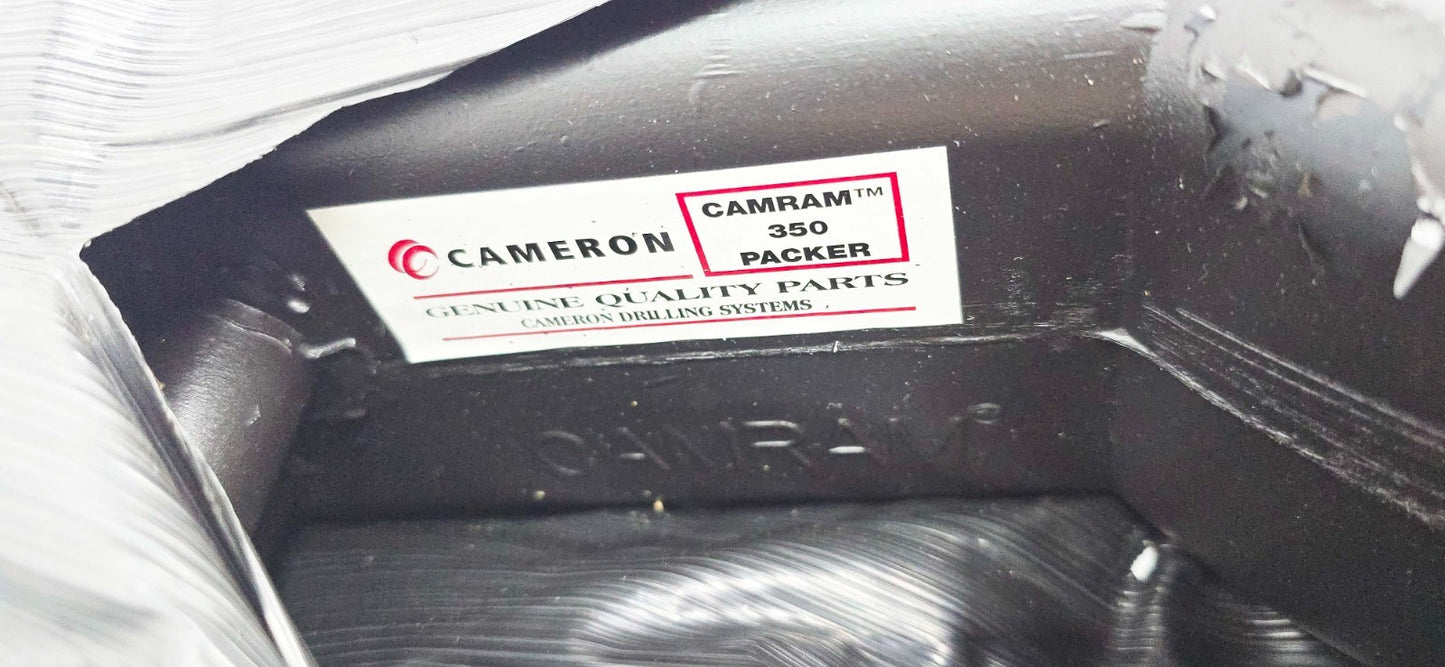 CAMERON
CAMRAM™
350
PACKER
GENUINE QUALITY PARTS
CAMERON DRILLING SYSTEMS
CAMRAM®